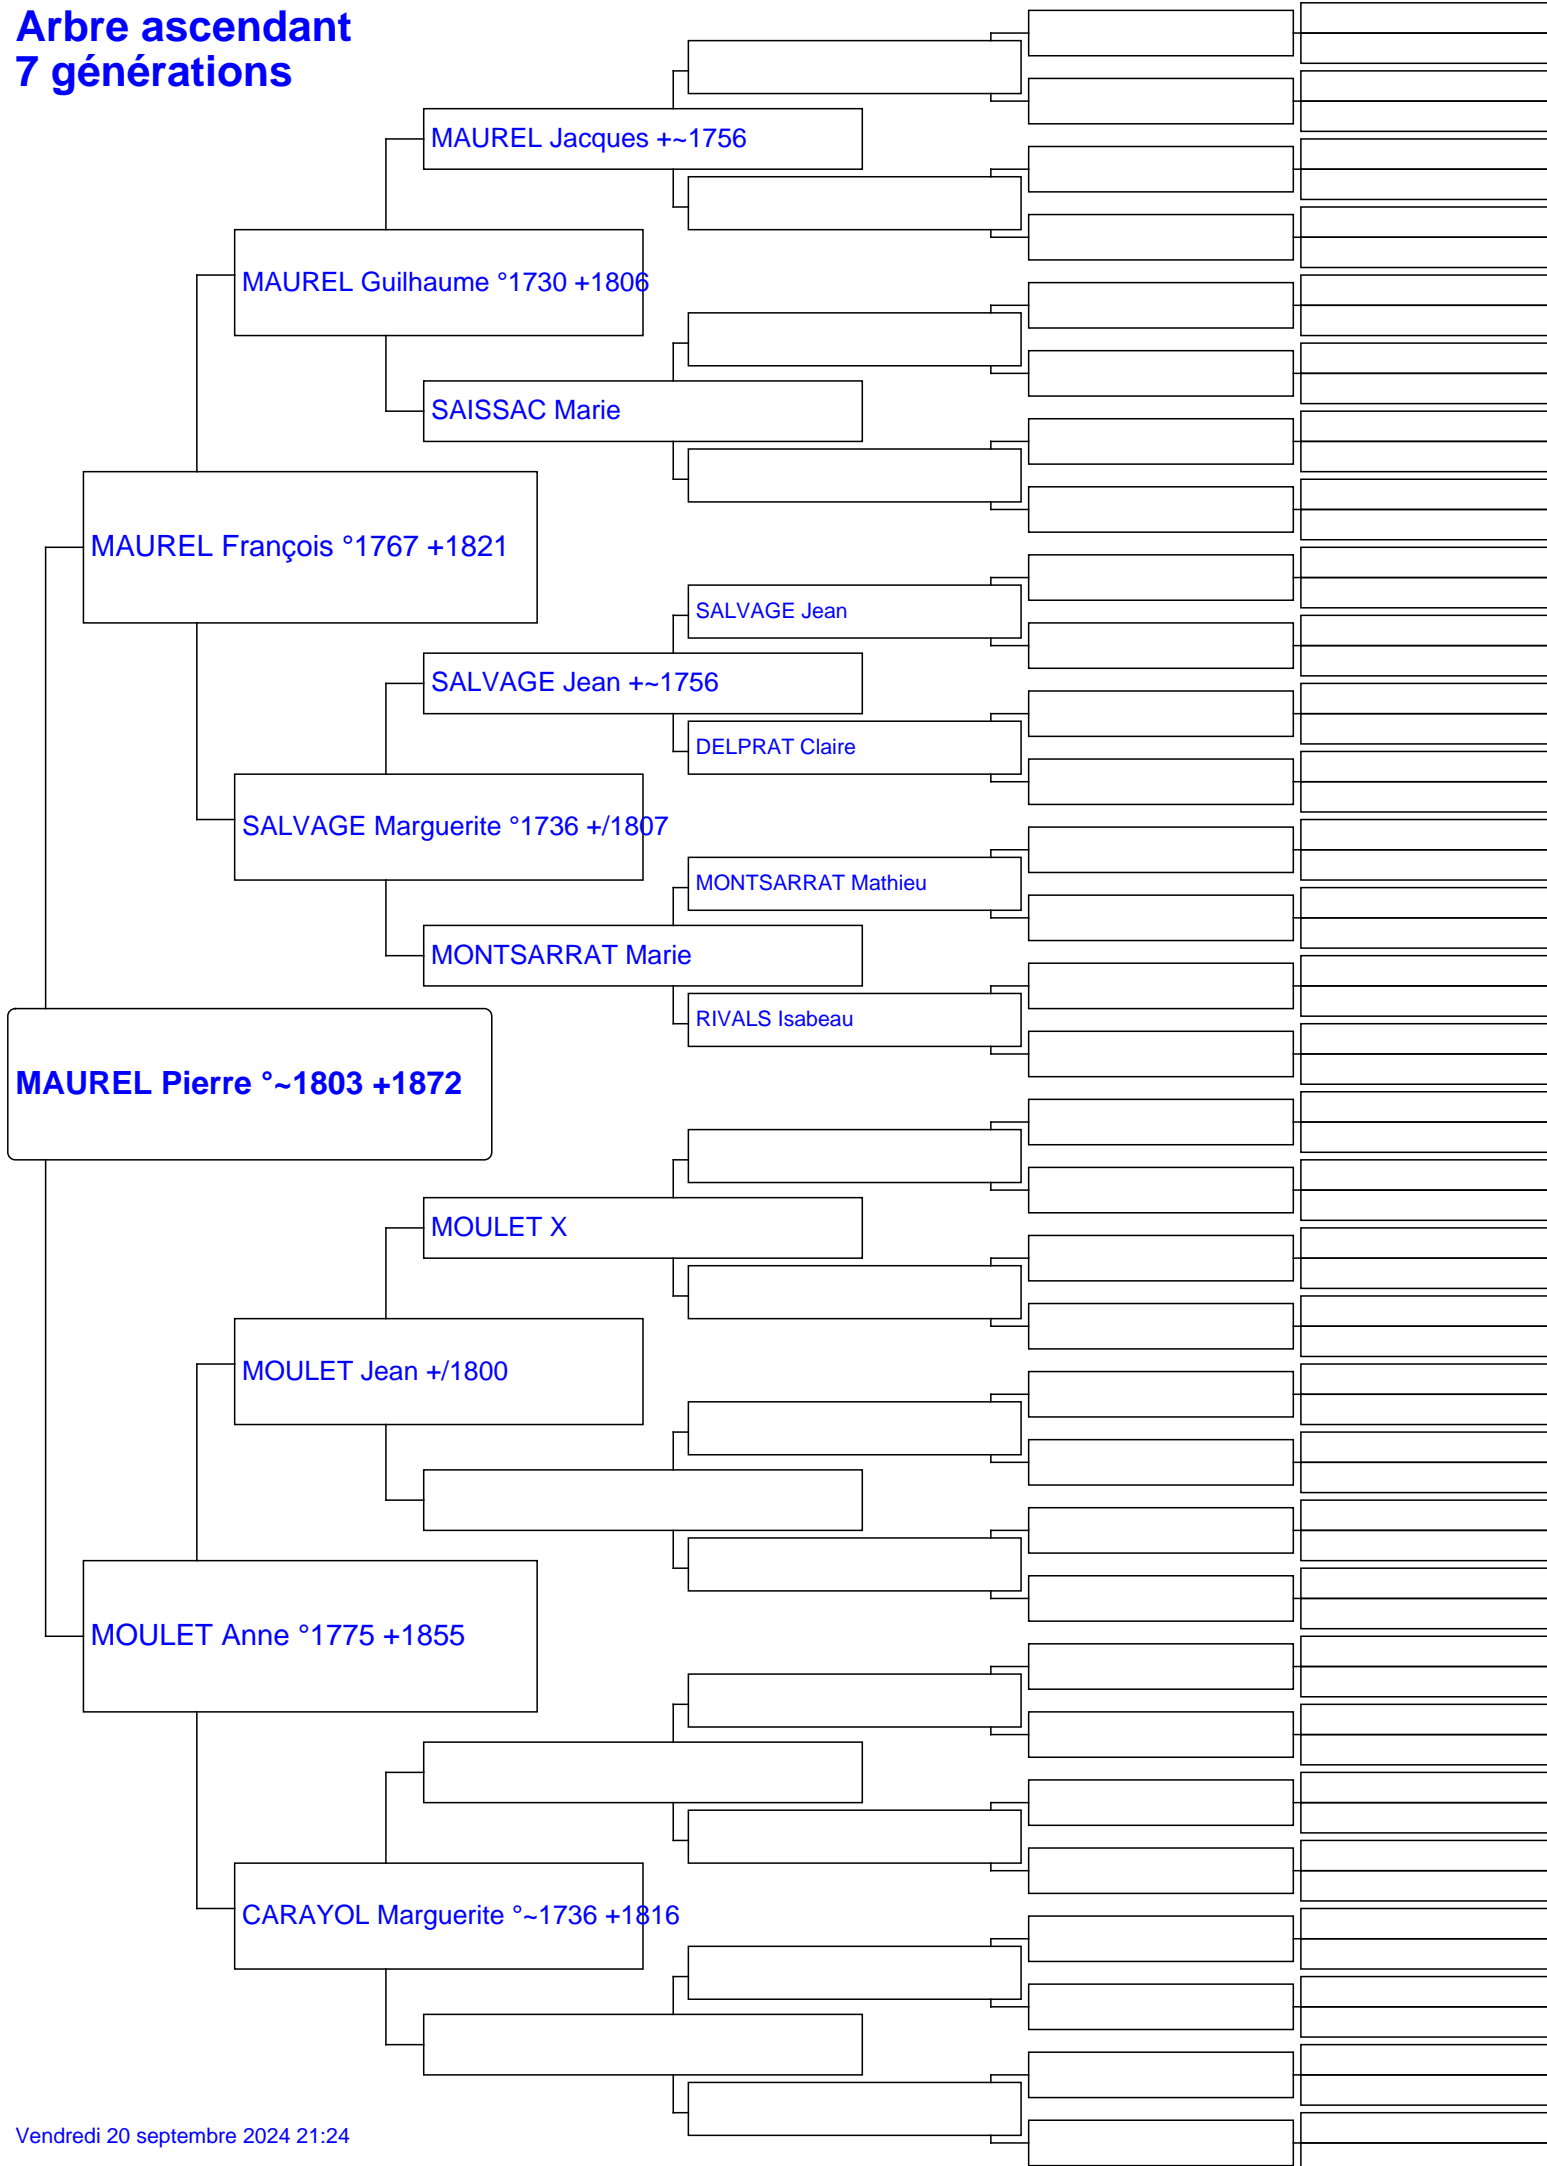 Arbre ascendant
7 générations
MAUREL Jacques +~1756
MAUREL Guilhaume °1730 +1806
SAISSAC Marie
MAUREL François °1767 +1821
SALVAGE Jean
SALVAGE Jean +~1756
DELPRAT Claire
SALVAGE Marguerite °1736 +/1807
MONTSARRAT Mathieu
MONTSARRAT Marie
RIVALS Isabeau
MAUREL Pierre °~1803 +1872
MOULET X
MOULET Jean +/1800
MOULET Anne °1775 +1855
CARAYOL Marguerite °~1736 +1816
Vendredi 20 septembre 2024 21:24